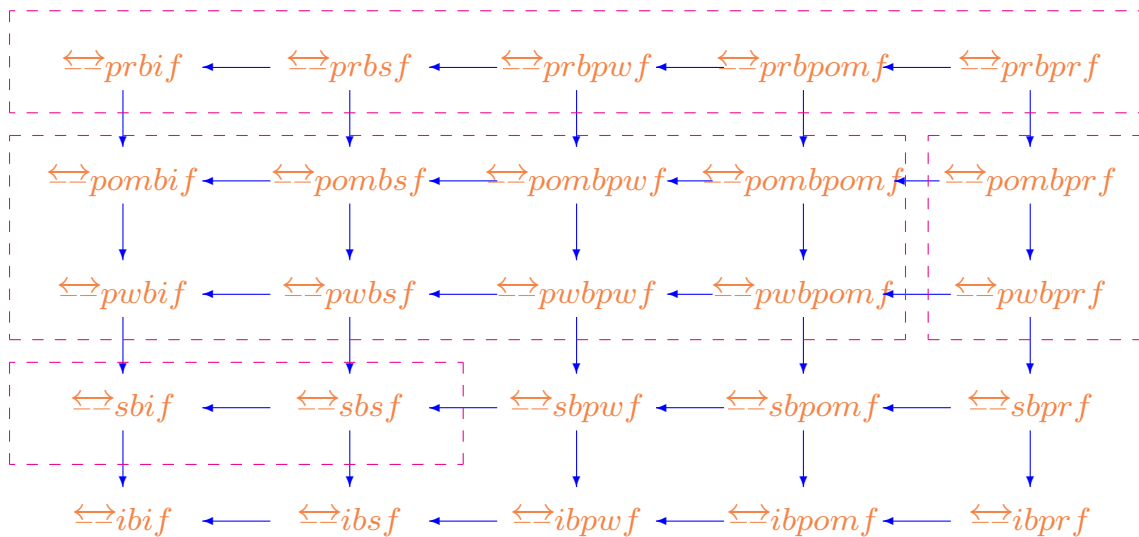 ↔prbif ↔prbsf ↔prbpwf ↔prbpomf ↔prbprf
↔pombif ↔pombsf ↔pombpwf ↔pombpomf ↔pombprf
↔pwbif ↔pwbsf ↔pwbpwf ↔pwbpomf ↔pwbprf
↔sbif ↔sbsf ↔sbpwf ↔sbpomf ↔sbprf
↔ibif ↔ibsf ↔ibpwf ↔ibpomf ↔ibprf